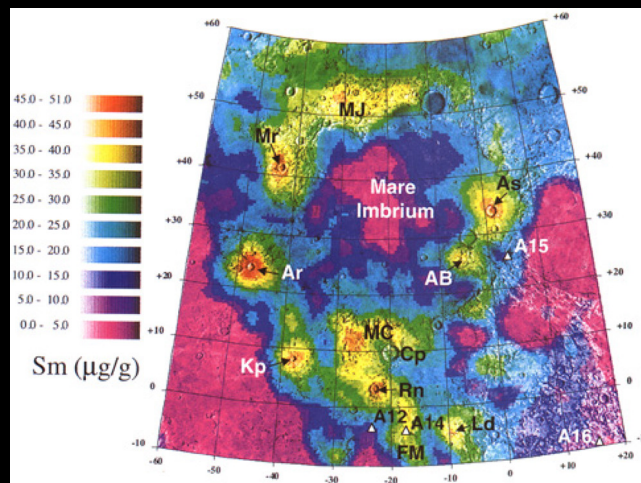 +60
+60
+50
+50
+40
+40
+30
+30
+20
+20
+10
+10
0
0
-10
-10
-60
-50
-40
-30
-20
-10
0
+10
+20
45.0 - 51.0
40.0 - 45.0
35.0 - 40.0
30.0 - 35.0
25.0 - 30.0
20.0 - 25.0
15.0 - 20.0
10.0 - 15.0
5.0 - 10.0
0.0 - 5.0
Sm (μg/g)
MJ
Mr
Mare
Imbrium
As
A15
Ar
AB
MC
Cp
Kp
Rn
A12
A14
Ld
FM
A16